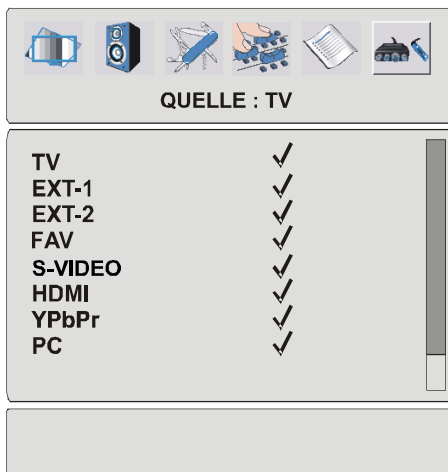 QUELLE : TV
TV ✓
EXT-1 ✓
EXT-2 ✓
FAV ✓
S-VIDEO ✓
HDMI ✓
YPbPr ✓
PC ✓